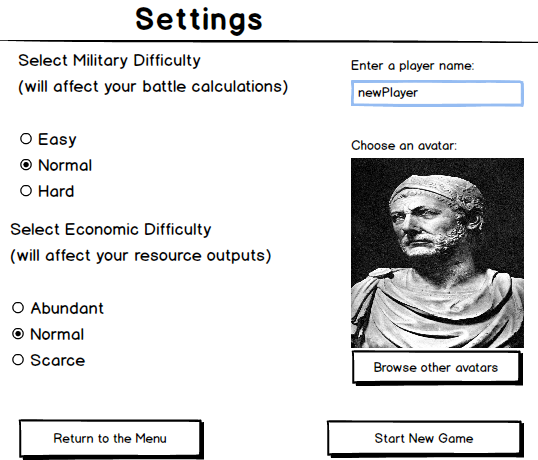 Settings
Select Military Difficulty
(will affect your battle calculations)
Easy
Normal
Hard
Select Economic Difficulty
(will affect your resource outputs)
Abundant
Normal
Scarce
Enter a player name:
newPlayer
Choose an avatar:
Browse other avatars
Return to the Menu
Start New Game